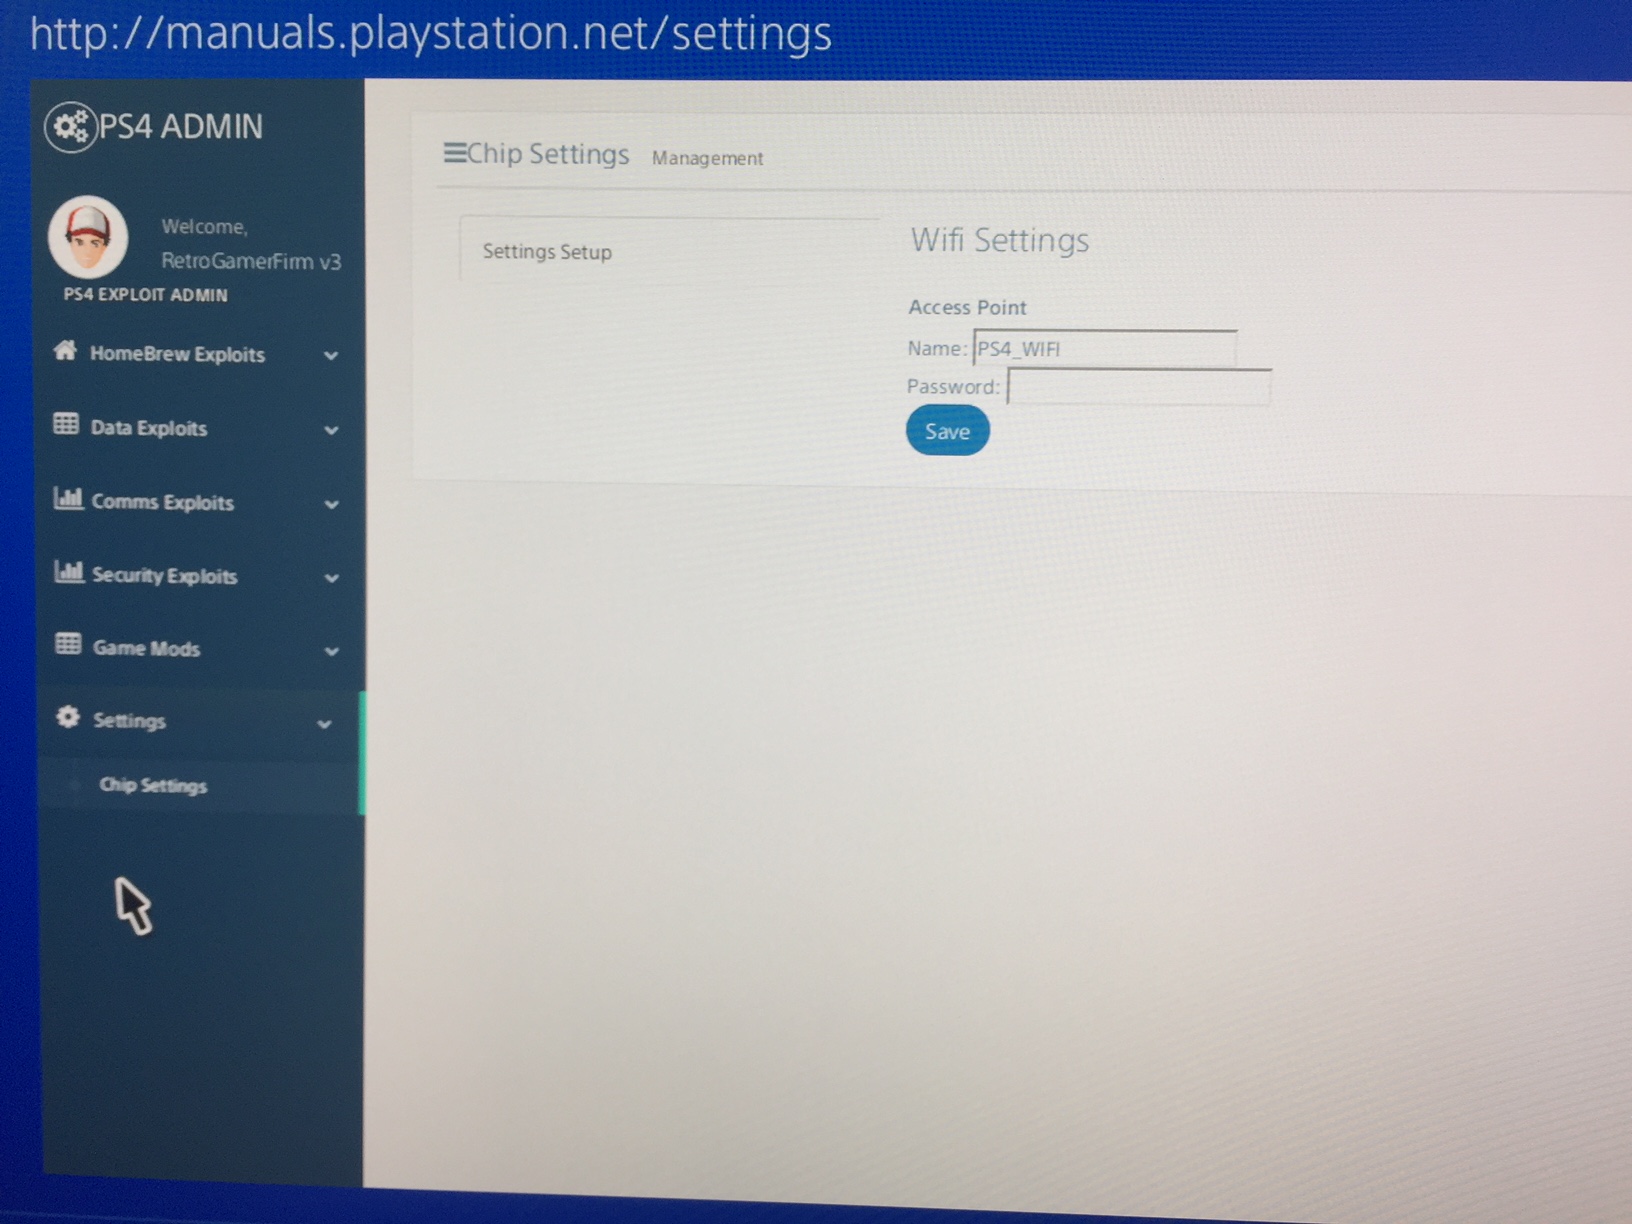 http://manuals.playstation.net/settings
PS4 ADMIN
Welcome,
RetroGamerFirm v3
PS4 EXPLOIT ADMIN
HomeBrew Exploits
Data Exploits
Comms Exploits
Security Exploits
Game Mods
Settings
Chip Settings
Chip Settings Management
Settings Setup
Wifi Settings
Access Point
Name: PS4_WIFI
Password:
Save